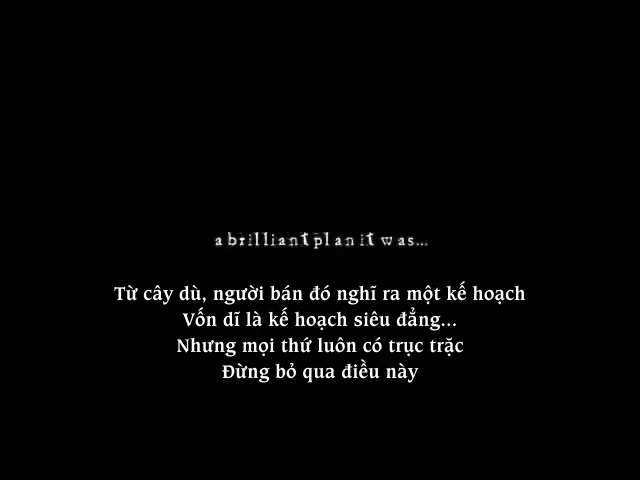 a brilliant plan it was...
Từ cây dù, người bán đó nghĩ ra một kế hoạch
Vốn dĩ là kế hoạch siêu đẳng...
Nhưng mọi thứ luôn có trục trặc
Đừng bỏ qua điều này